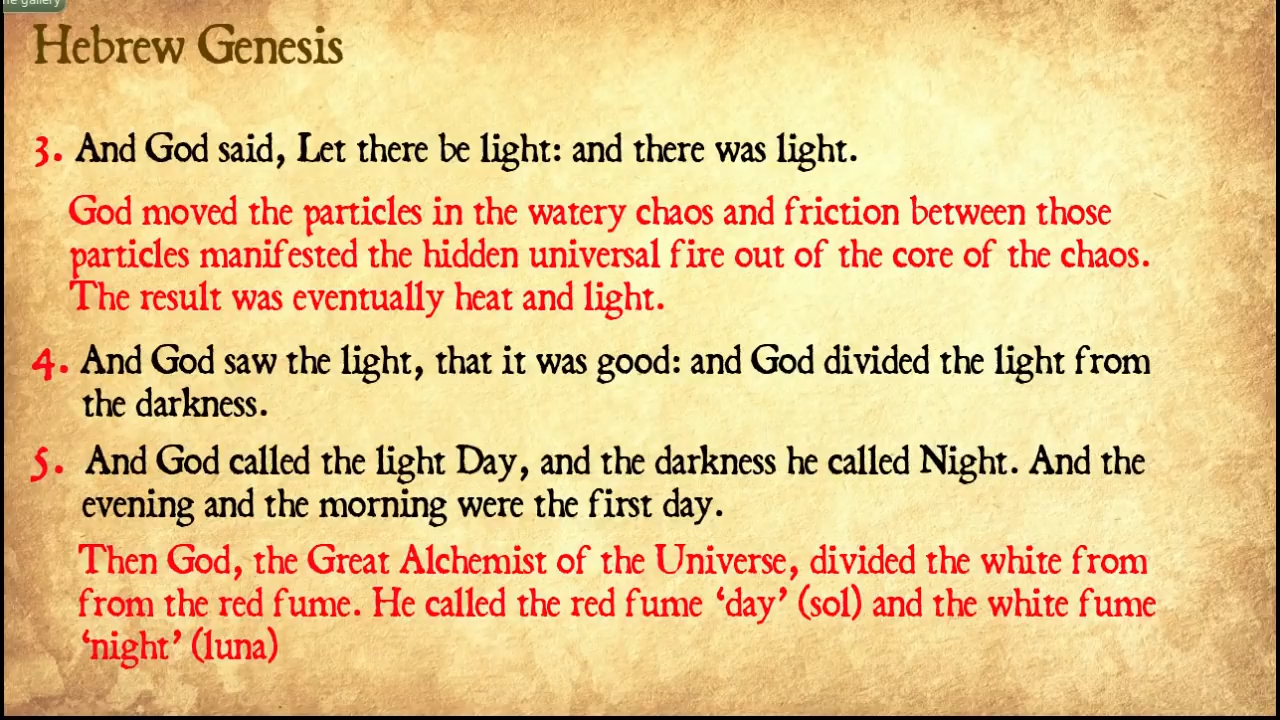 he gallery
Hebrew Genesis
3. And God said, Let there be light: and there was light.
God moved the particles in the watery chaos and friction between those
particles manifested the hidden universal fire out of the core of the chaos.
The result was eventually heat and light.
4. And God saw the light, that it was good: and God divided the light from
the darkness.
5. And God called the light Day, and the darkness he called Night. And the
evening and the morning were the first day.
Then God, the Great Alchemist of the Universe, divided the white from
from the red fume. He called the red fume ‘day’ (sol) and the white fume
‘night’ (luna)